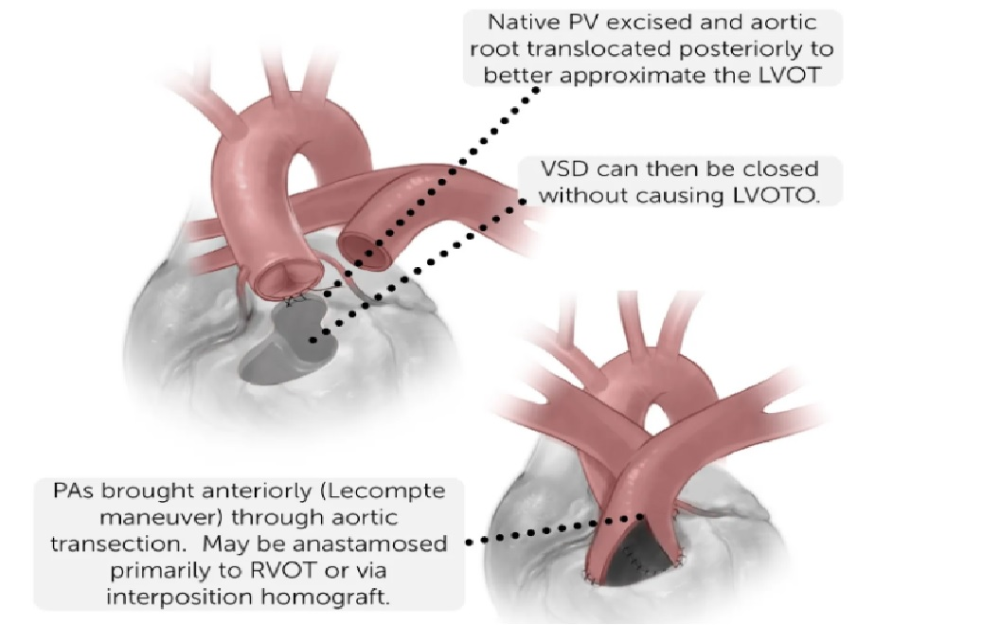 Native PV excised and aortic
root translocated posteriorly to
better approximate the LVOT
VSD can then be closed
without causing LVOTO.
PAs brought anteriorly (Lecompte
maneuver) through aortic
transection.  May be anastamosed
primarily to RVOT or via
interposition homograft.